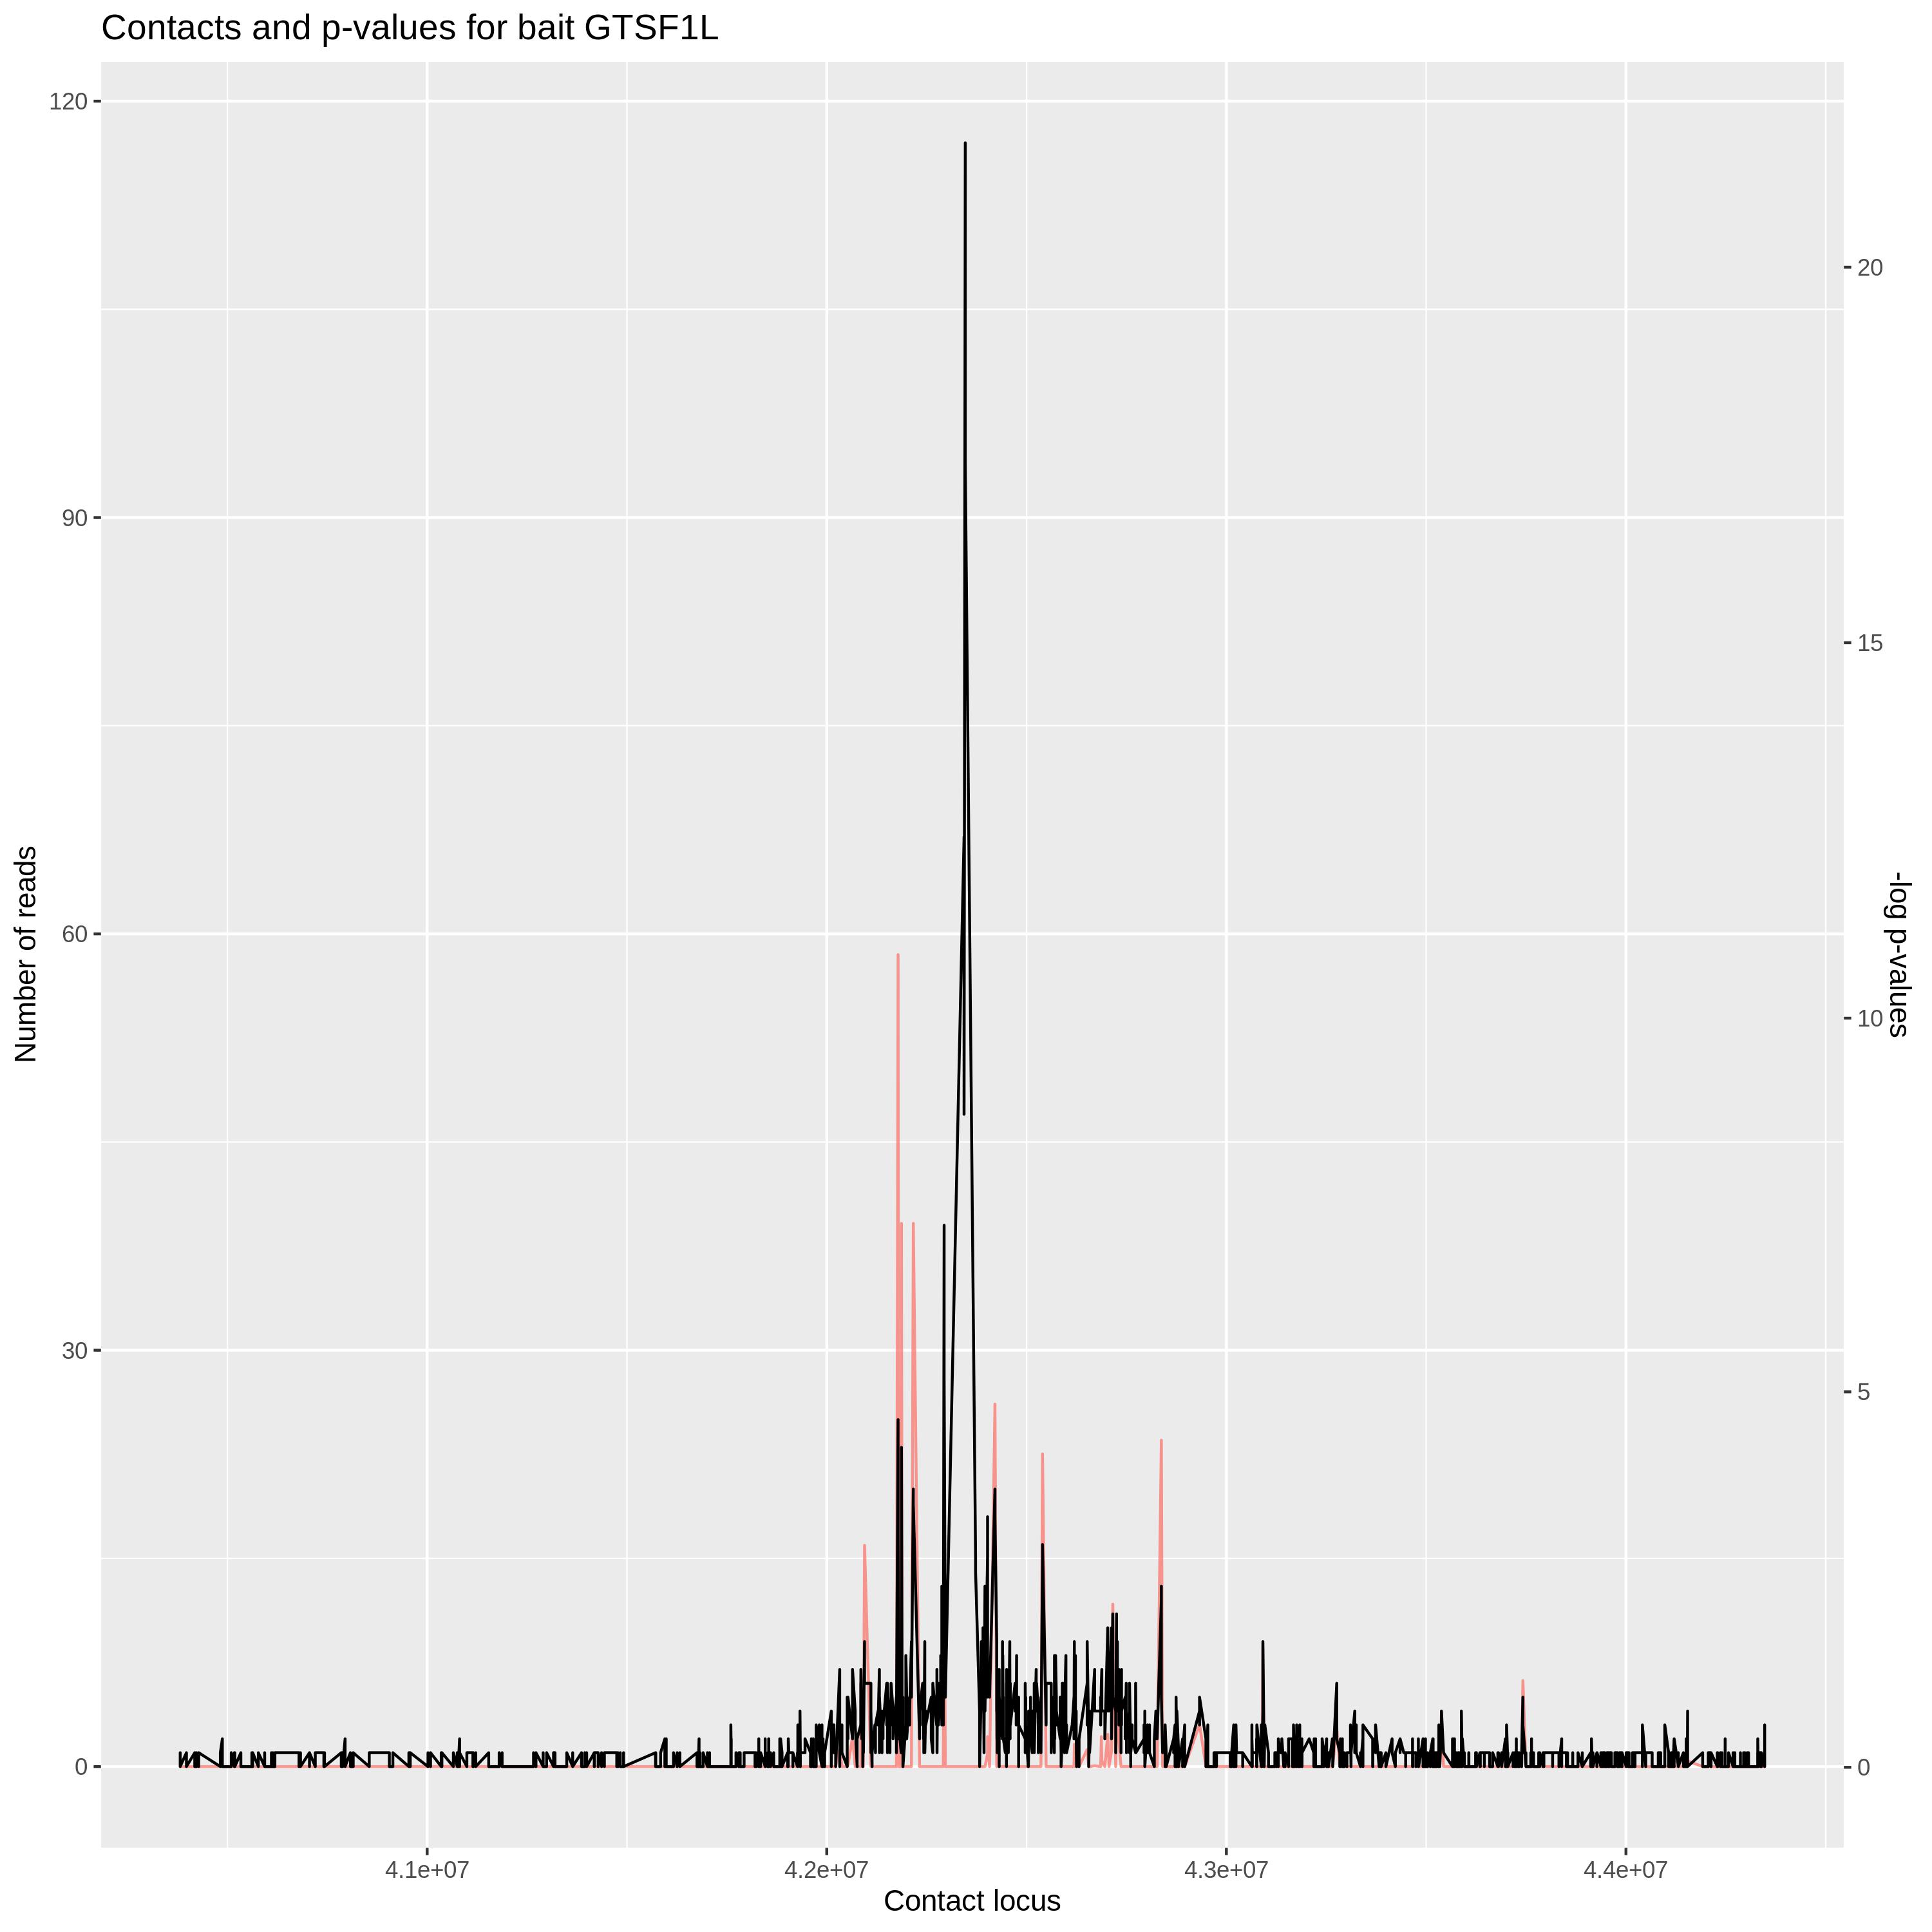 Contacts and p-values for bait GTSF1L
120
90
60
30
0
Number of reads
20
15
10
5
0
-log p-values
4.1e+07
4.2e+07
4.3e+07
4.4e+07
Contact locus